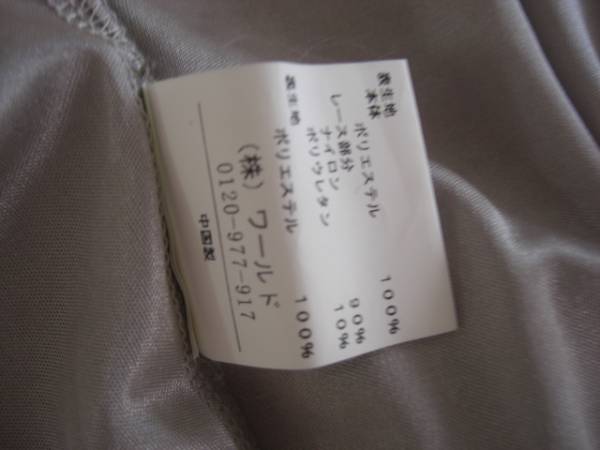 表生地
本体
ポリエステル 100%
レース部分
ナイロン 90%
ポリウレタン 10%
裏生地
ポリエステル 100%
(株)ワールド
0120-977-917
中国製